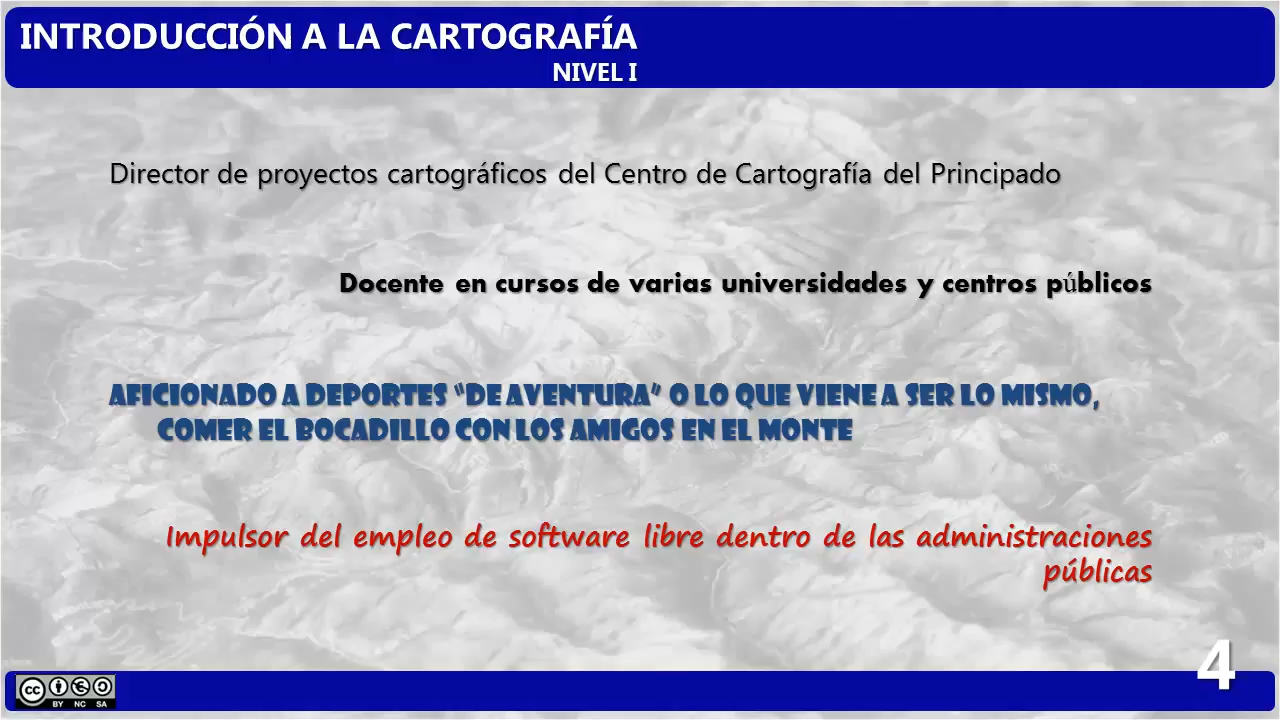 INTRODUCCIÓN A LA CARTOGRAFÍA
NIVEL I
Director de proyectos cartográficos del Centro de Cartografía del Principado
Docente en cursos de varias universidades y centros públicos
AFICIONADO A DEPORTES “DE AVENTURA” O LO QUE VIENE A SER LO MISMO,
COMER EL BOCADILLO CON LOS AMIGOS EN EL MONTE
Impulsor del empleo de software libre dentro de las administraciones
públicas
4
cc
BY NC SA